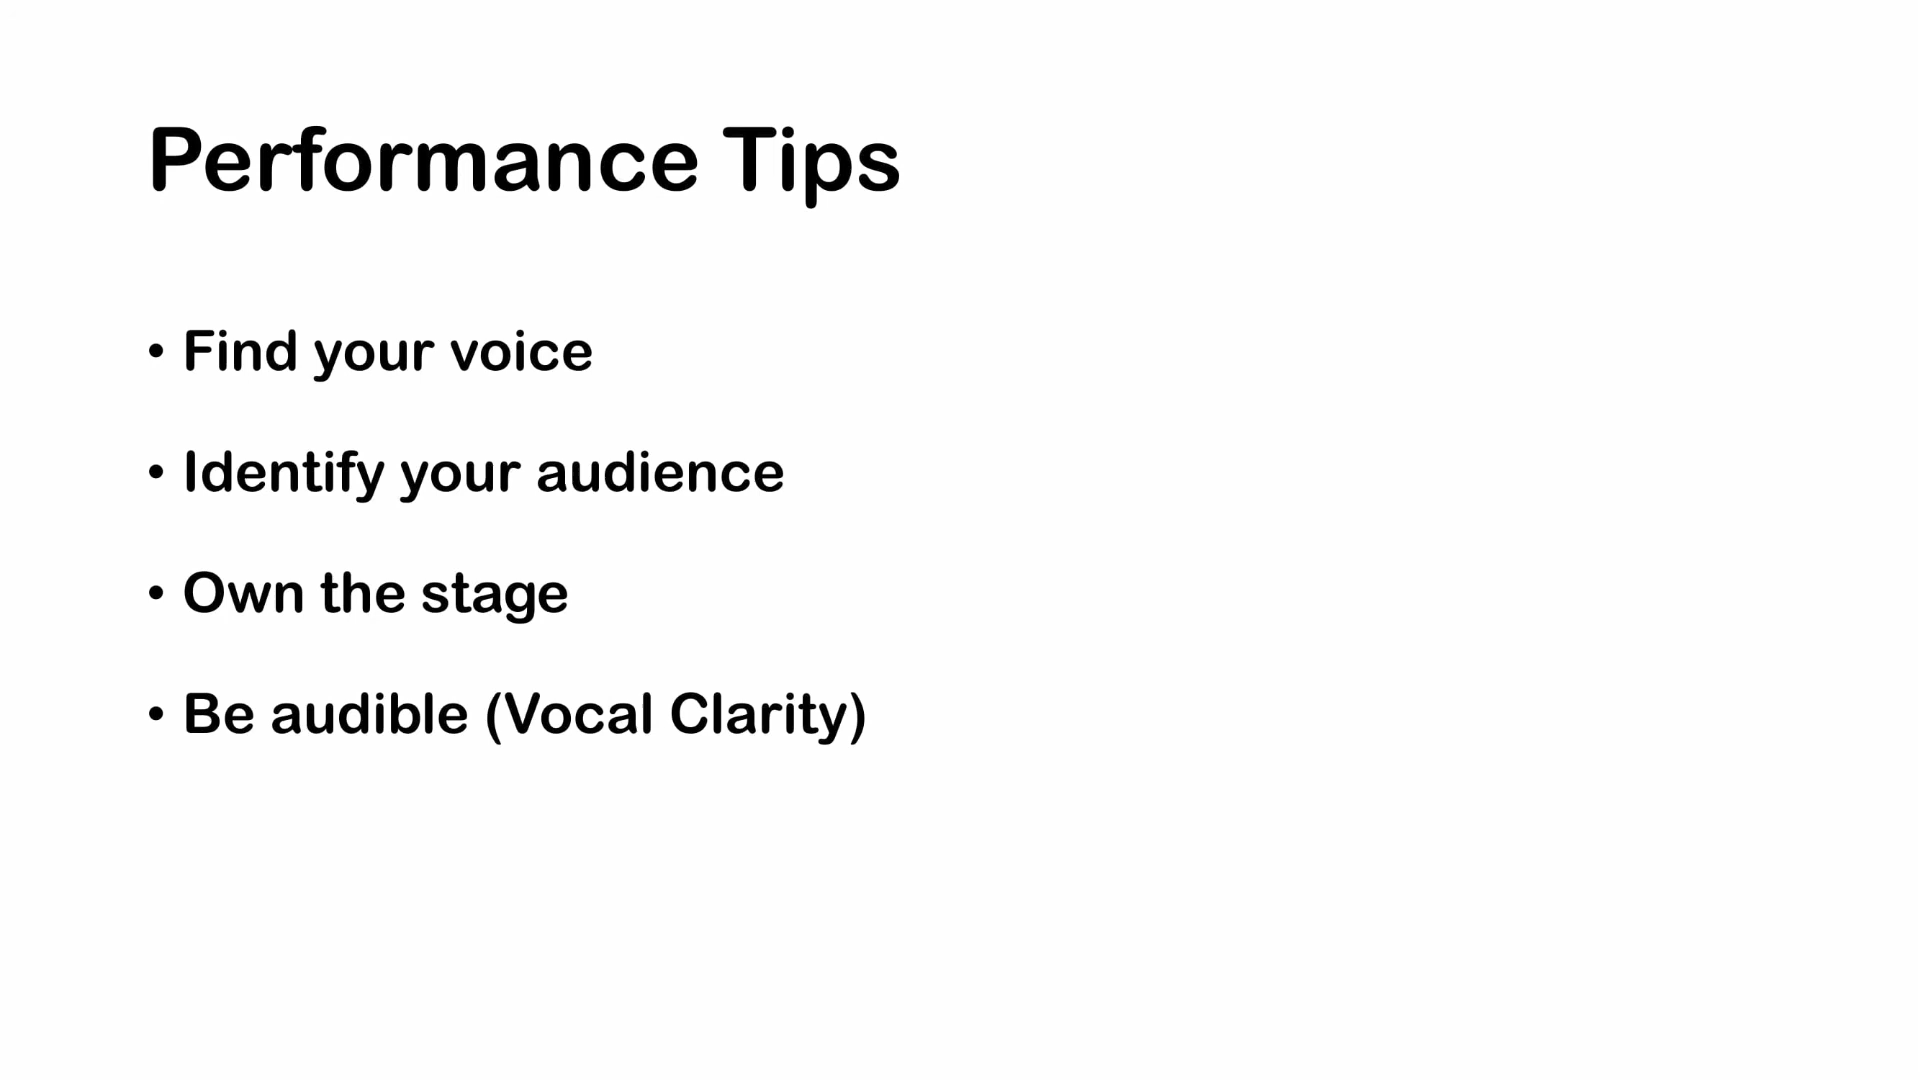 Performance Tips
• Find your voice
• Identify your audience
• Own the stage
• Be audible (Vocal Clarity)